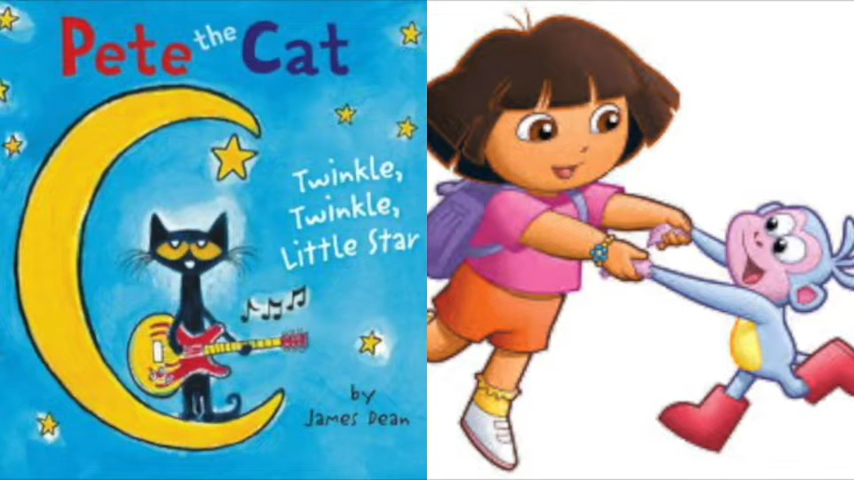 Pete the Cat
Twinkle,
Twinkle,
Little Star
by
James Dean